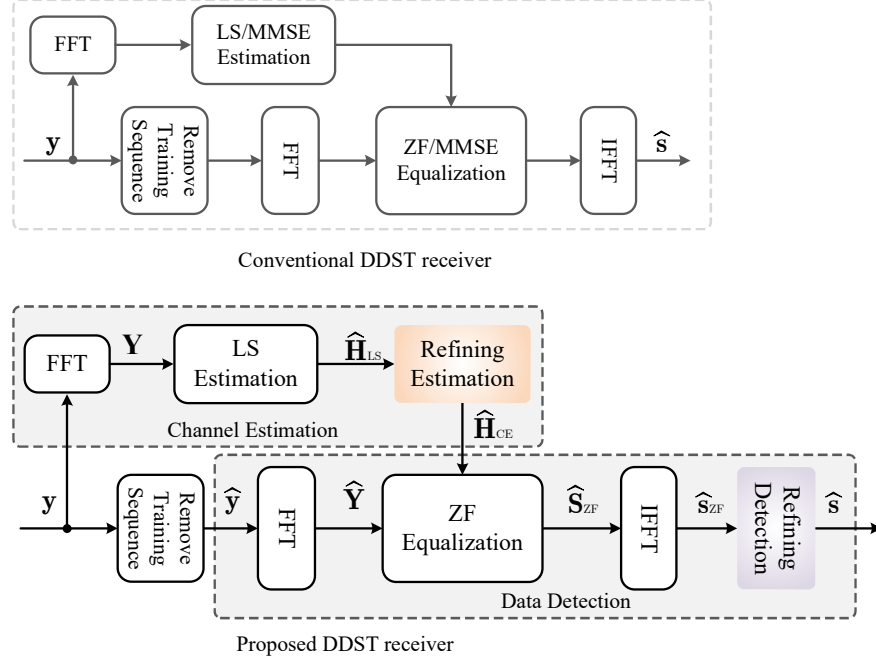 FFT
LS/MMSE
Estimation
y
Remove
Training
Sequence
FFT
ZF/MMSE
Equalization
IFFT
ŝ
Conventional DDST receiver
FFT
Y
LS
Estimation
Ĥ_LS
Refining
Estimation
Channel Estimation
Ĥ_CE
y
Remove
Training
Sequence
ŷ
FFT
Ŷ
ZF
Equalization
Ŝ_ZF
IFFT
ŝ_ZF
Refining
Detection
ŝ
Data Detection
Proposed DDST receiver